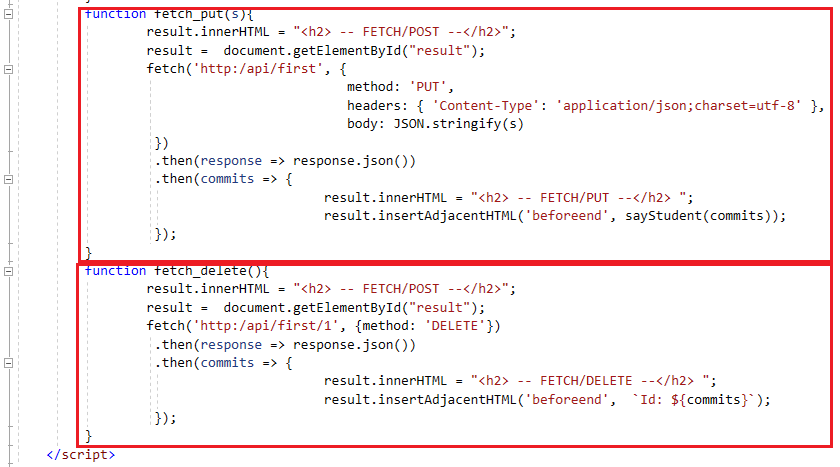 function fetch_put(s){
result.innerHTML = "<h2> -- FETCH/POST --</h2>";
result =  document.getElementById("result");
fetch('http:/api/first', {
method: 'PUT',
headers: { 'Content-Type': 'application/json;charset=utf-8' },
body: JSON.stringify(s)
})
.then(response => response.json())
.then(commits => {
result.innerHTML = "<h2> -- FETCH/PUT --</h2> ";
result.insertAdjacentHTML('beforeend', sayStudent(commits));
});
}
function fetch_delete(){
result.innerHTML = "<h2> -- FETCH/POST --</h2>";
result =  document.getElementById("result");
fetch('http:/api/first/1', {method: 'DELETE'})
.then(response => response.json())
.then(commits => {
result.innerHTML = "<h2> -- FETCH/DELETE --</h2> ";
result.insertAdjacentHTML('beforeend',  `Id: ${commits}`);
});
}
</script>